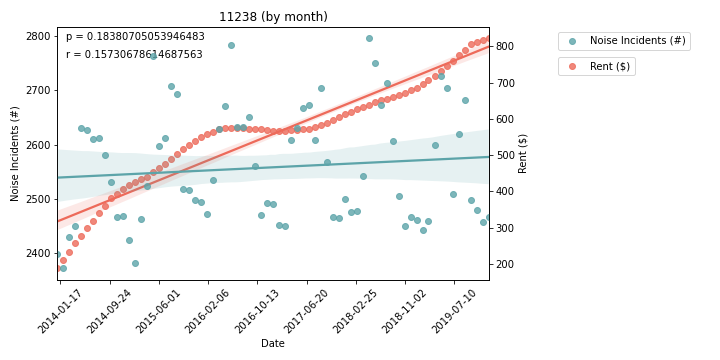 11238 (by month)
p = 0.18380705053946483
r = 0.15730678614687563
Noise Incidents (#)
Rent ($)
Noise Incidents (#)
2800
2700
2600
2500
2400
Rent ($)
800
700
600
500
400
300
200
2014-01-17
2014-09-24
2015-06-01
2016-02-06
2016-10-13
2017-06-20
2018-02-25
2018-11-02
2019-07-10
Date